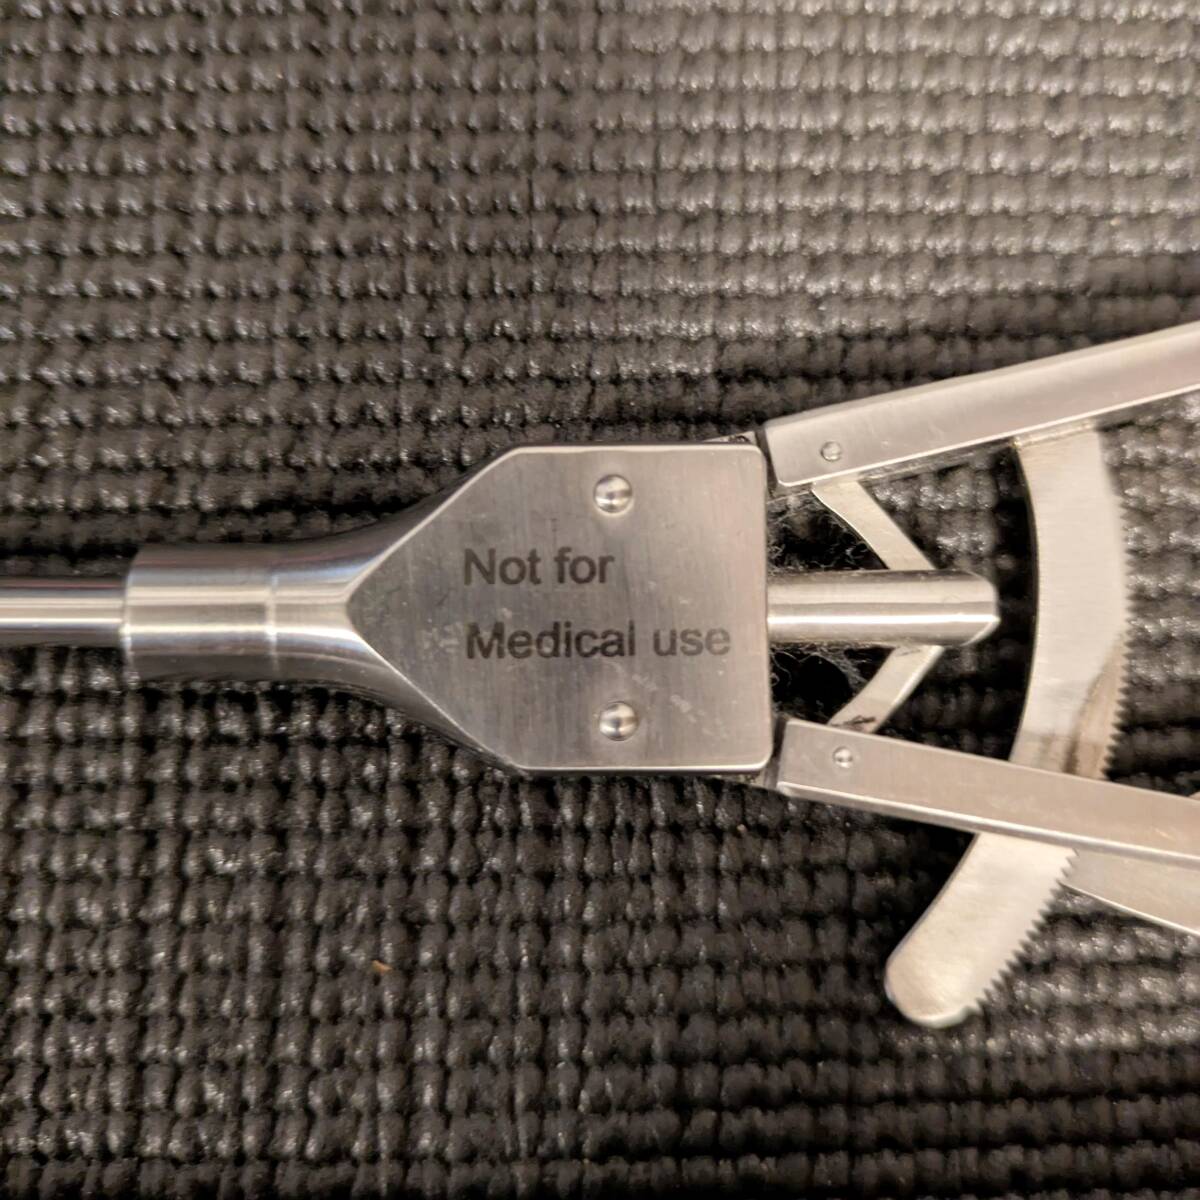 Not for
Medical use